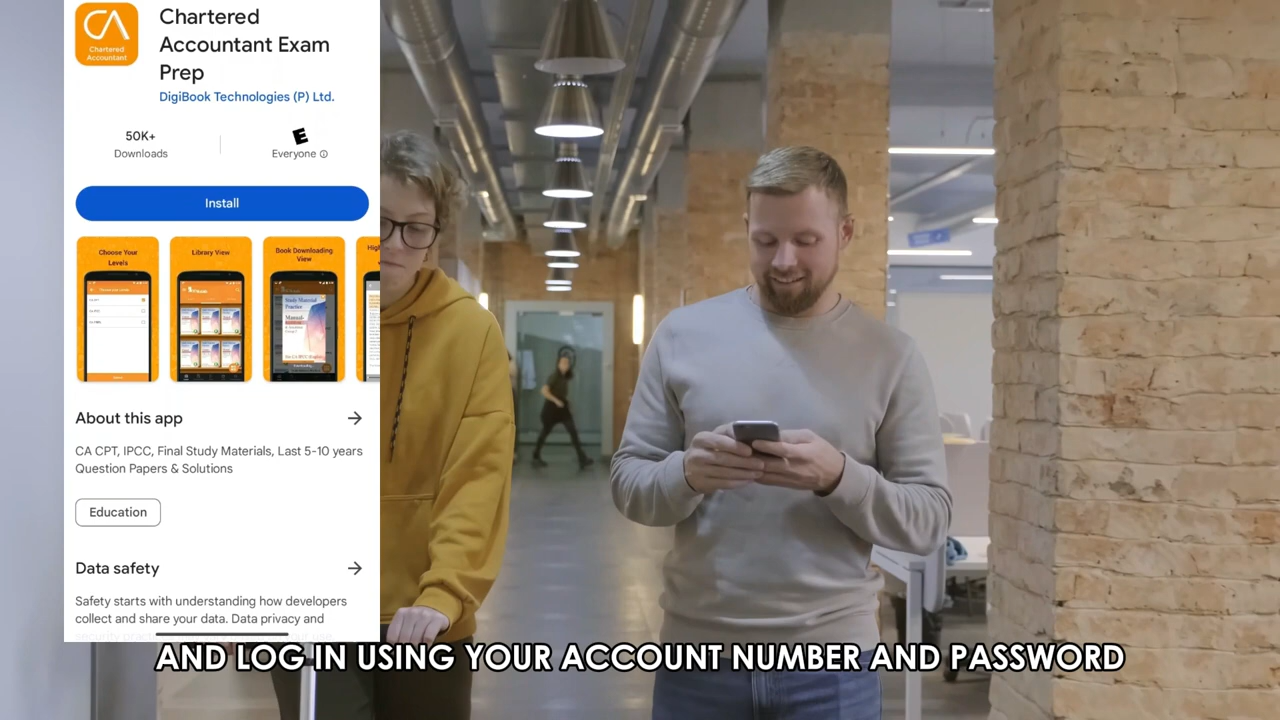 CA
Chartered
Accountant
Chartered
Accountant Exam
Prep
DigiBook Technologies (P) Ltd.
50K+
Downloads
E
Everyone
Install
Choose Your
Levels
Library View
Book Downloading
View
About this app
CA CPT, IPCC, Final Study Materials, Last 5-10 years
Question Papers & Solutions
Education
Data safety
Safety starts with understanding how developers
collect and share your data. Data privacy and
AND LOG IN USING YOUR ACCOUNT NUMBER AND PASSWORD